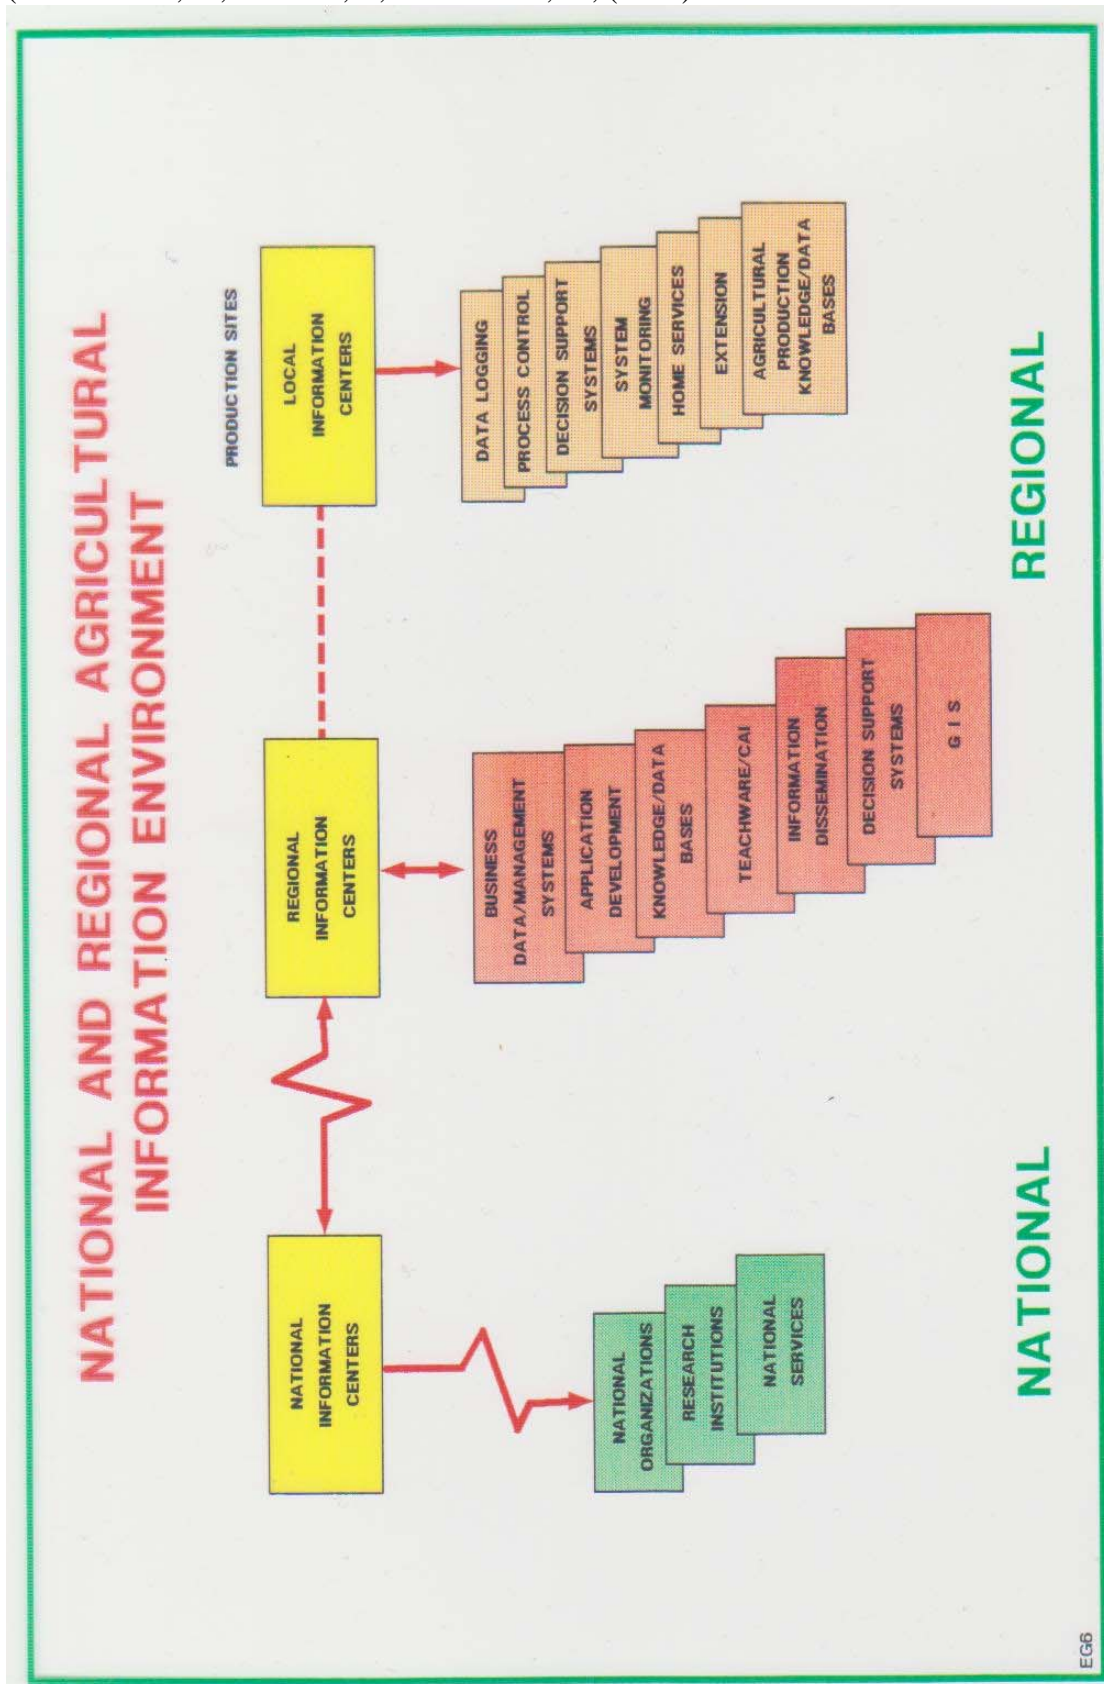 NATIONAL AND REGIONAL AGRICULTURAL
INFORMATION ENVIRONMENT
NATIONAL
INFORMATION
CENTERS
REGIONAL
INFORMATION
CENTERS
PRODUCTION SITES
LOCAL
INFORMATION
CENTERS
NATIONAL
ORGANIZATIONS
RESEARCH
INSTITUTIONS
NATIONAL
SERVICES
BUSINESS
DATA/MANAGEMENT
SYSTEMS
APPLICATION
DEVELOPMENT
KNOWLEDGE/DATA
BASES
TEACHWARE/CAI
INFORMATION
DISSEMINATION
DECISION SUPPORT
SYSTEMS
GIS
DATA LOGGING
PROCESS CONTROL
DECISION SUPPORT
SYSTEMS
SYSTEM
MONITORING
HOME SERVICES
EXTENSION
AGRICULTURAL
PRODUCTION
KNOWLEDGE/DATA
BASES
NATIONAL
REGIONAL
EG6